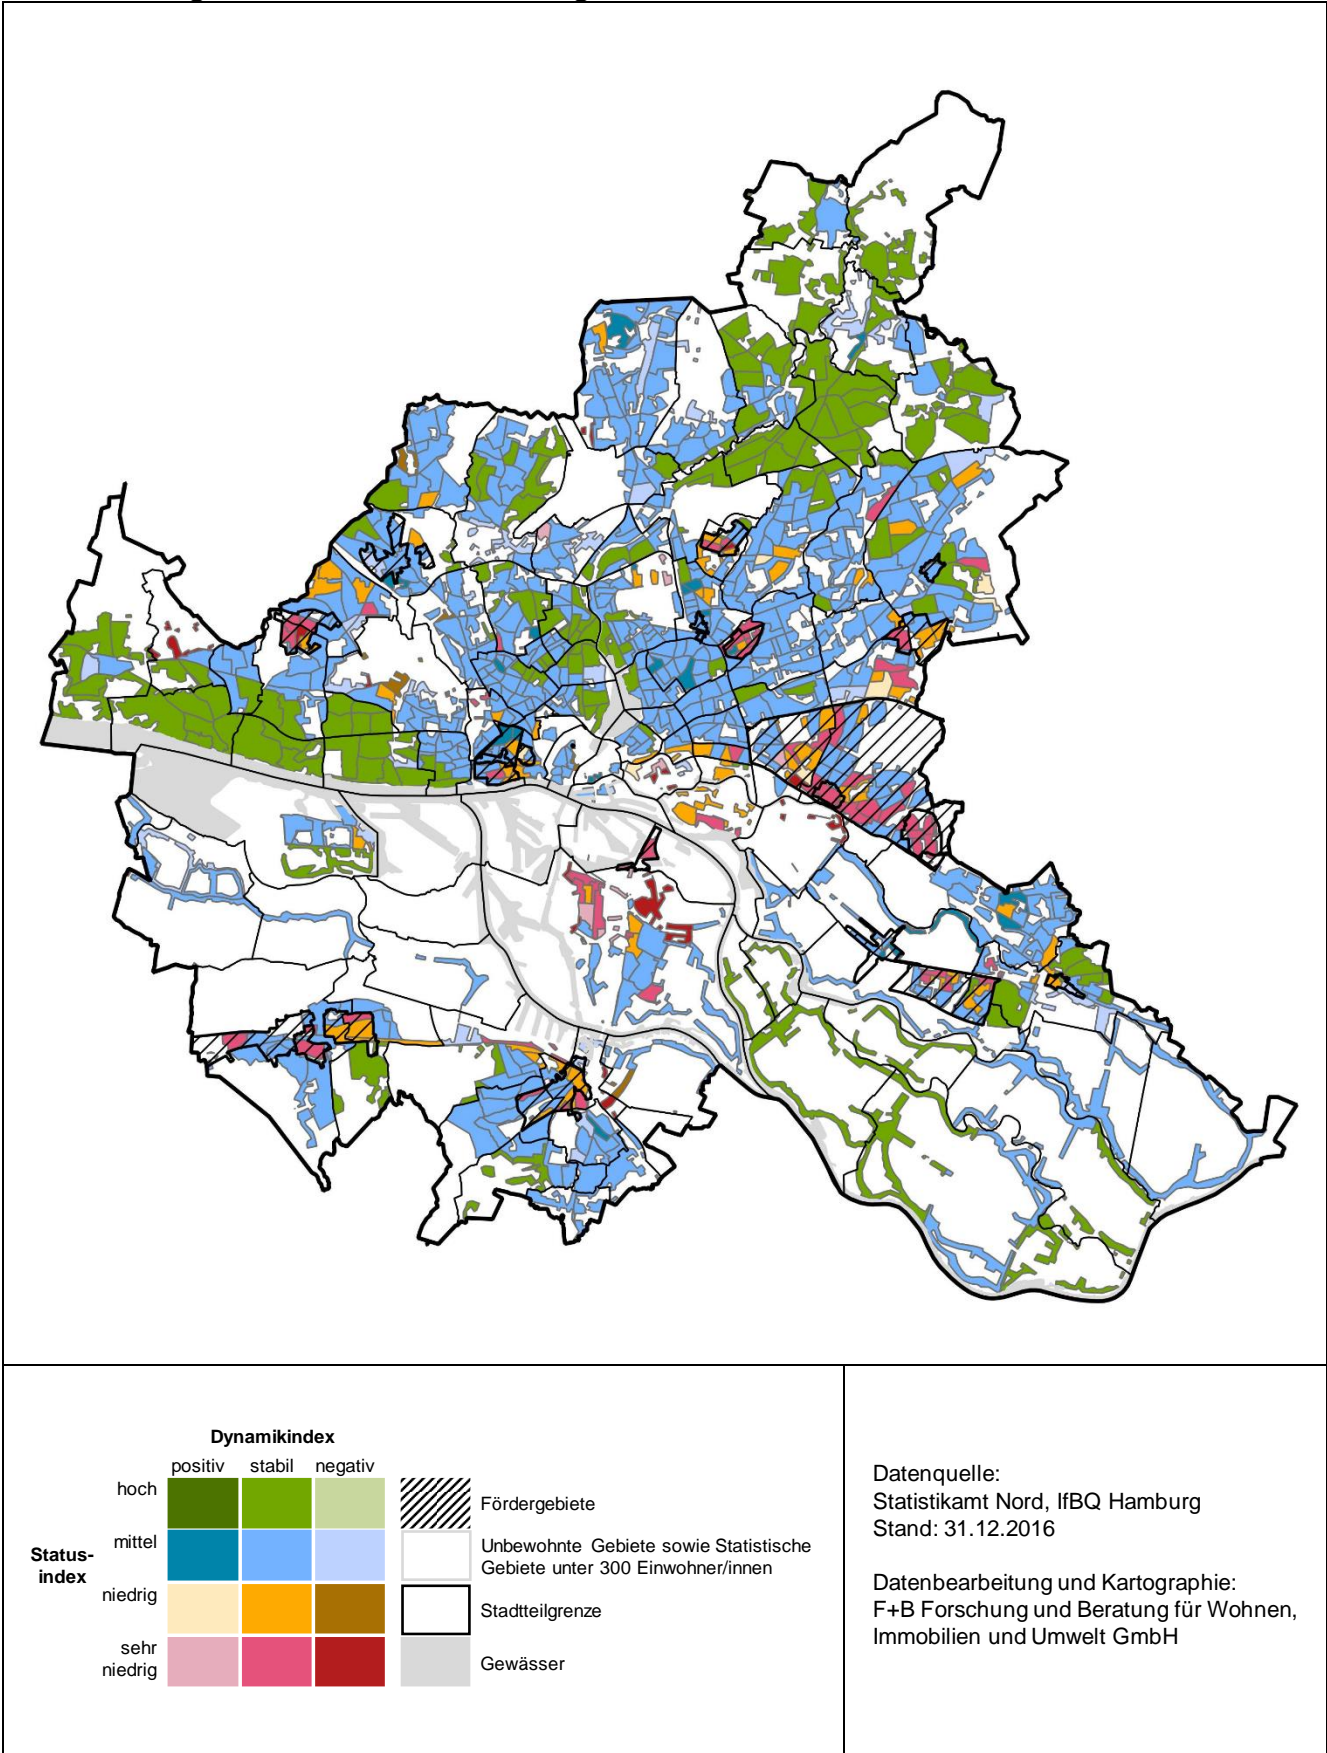 Dynamikindex
positiv stabil negativ
hoch
mittel
Status-
index
niedrig
sehr
niedrig
Fördergebiete
Unbewohnte Gebiete sowie Statistische
Gebiete unter 300 Einwohner/innen
Stadtteilgrenze
Gewässer
Datenquelle:
Statistikamt Nord, IfBQ Hamburg
Stand: 31.12.2016
Datenbearbeitung und Kartographie:
F+B Forschung und Beratung für Wohnen,
Immobilien und Umwelt GmbH